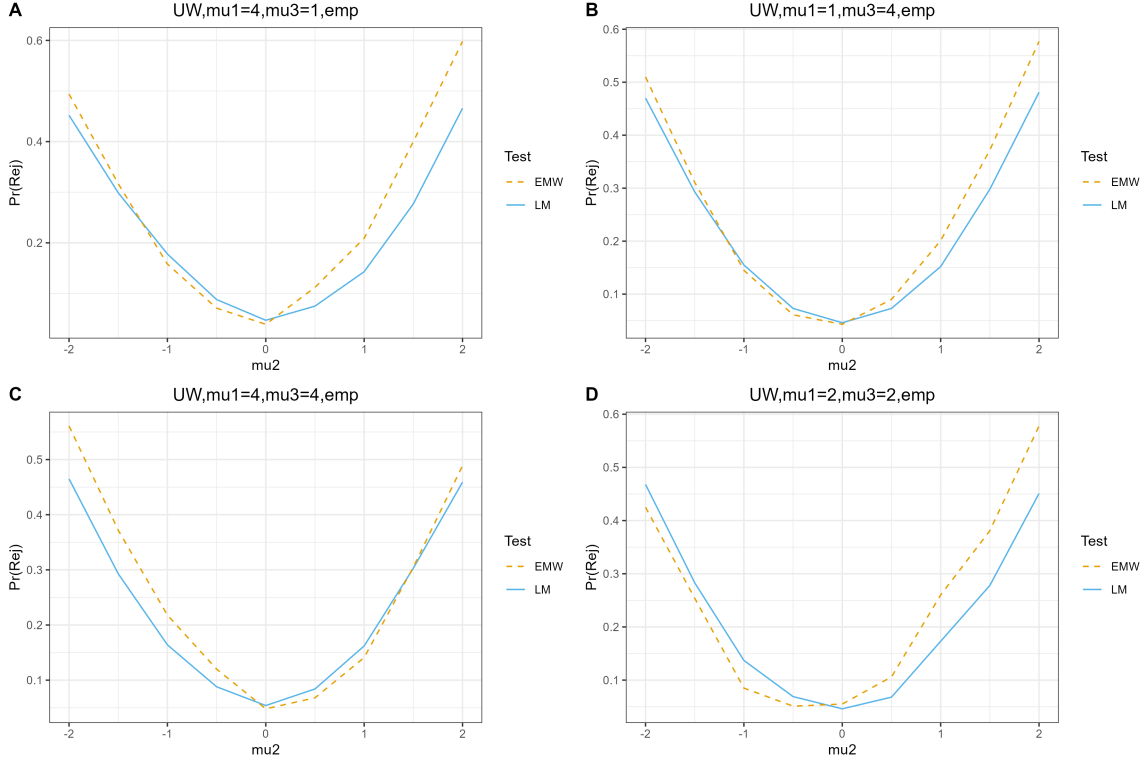 A
UW,mu1=4,mu3=1,emp
Pr(Rej)
0.6
0.4
0.2
-2 -1 0 1 2
mu2
Test
EMW
LM
B
UW,mu1=1,mu3=4,emp
Pr(Rej)
0.6
0.5
0.4
0.3
0.2
0.1
-2 -1 0 1 2
mu2
Test
EMW
LM
C
UW,mu1=4,mu3=4,emp
Pr(Rej)
0.5
0.4
0.3
0.2
0.1
-2 -1 0 1 2
mu2
Test
EMW
LM
D
UW,mu1=2,mu3=2,emp
Pr(Rej)
0.6
0.5
0.4
0.3
0.2
0.1
-2 -1 0 1 2
mu2
Test
EMW
LM